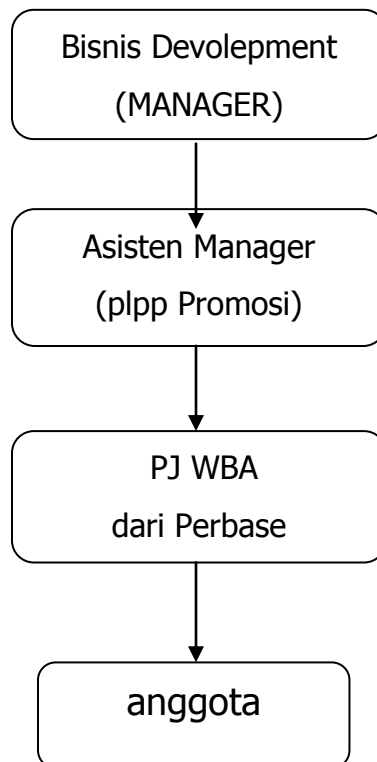 Bisnis Devolepment
(MANAGER)
Asisten Manager
(plpp Promosi)
PJ WBA
dari Perbase
anggota